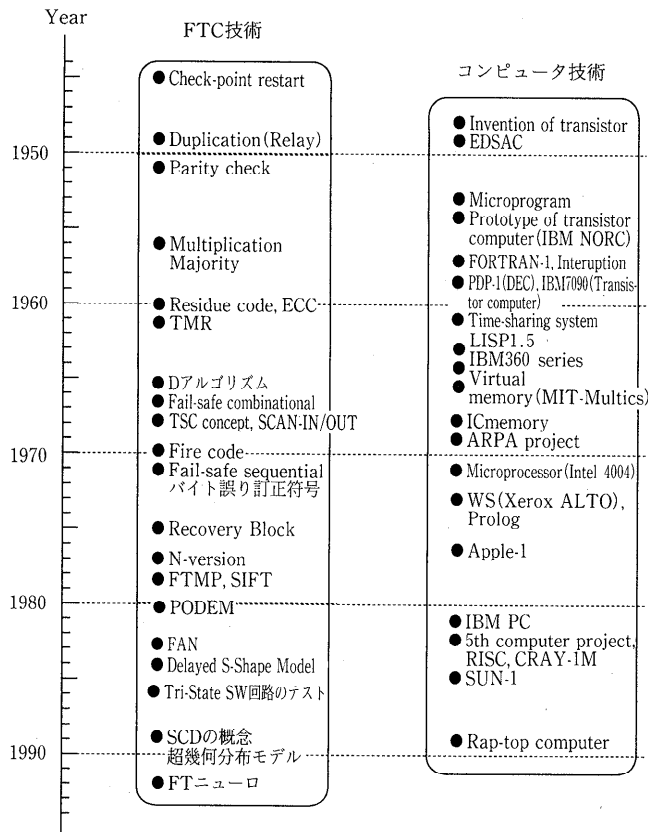 Year
FTC技術
コンピュータ技術
1950
1960
1970
1980
1990
Check-point restart
Duplication(Relay)
Parity check
Multiplication
Majority
Residue code, ECC
TMR
Dアルゴリズム
Fail-safe combinational
TSC concept, SCAN-IN/OUT
Fire code
Fail-safe sequential
バイト誤り訂正符号
Recovery Block
N-version
FTMP, SIFT
PODEM
FAN
Delayed S-Shape Model
Tri-State SW回路のテスト
SCDの概念
超幾何分布モデル
FTニューロ
Invention of transistor
EDSAC
Microprogram
Prototype of transistor
computer(IBM NORC)
FORTRAN-1, Interuption
PDP-1(DEC), IBM7090(Transis-
tor computer)
Time-sharing system
LISP1.5
IBM360 series
Virtual
memory(MIT-Multics)
ICmemory
ARPA project
Microprocessor(Intel 4004)
WS(Xerox ALTO),
Prolog
Apple-1
IBM PC
5th computer project,
RISC, CRAY-1M
SUN-1
Rap-top computer